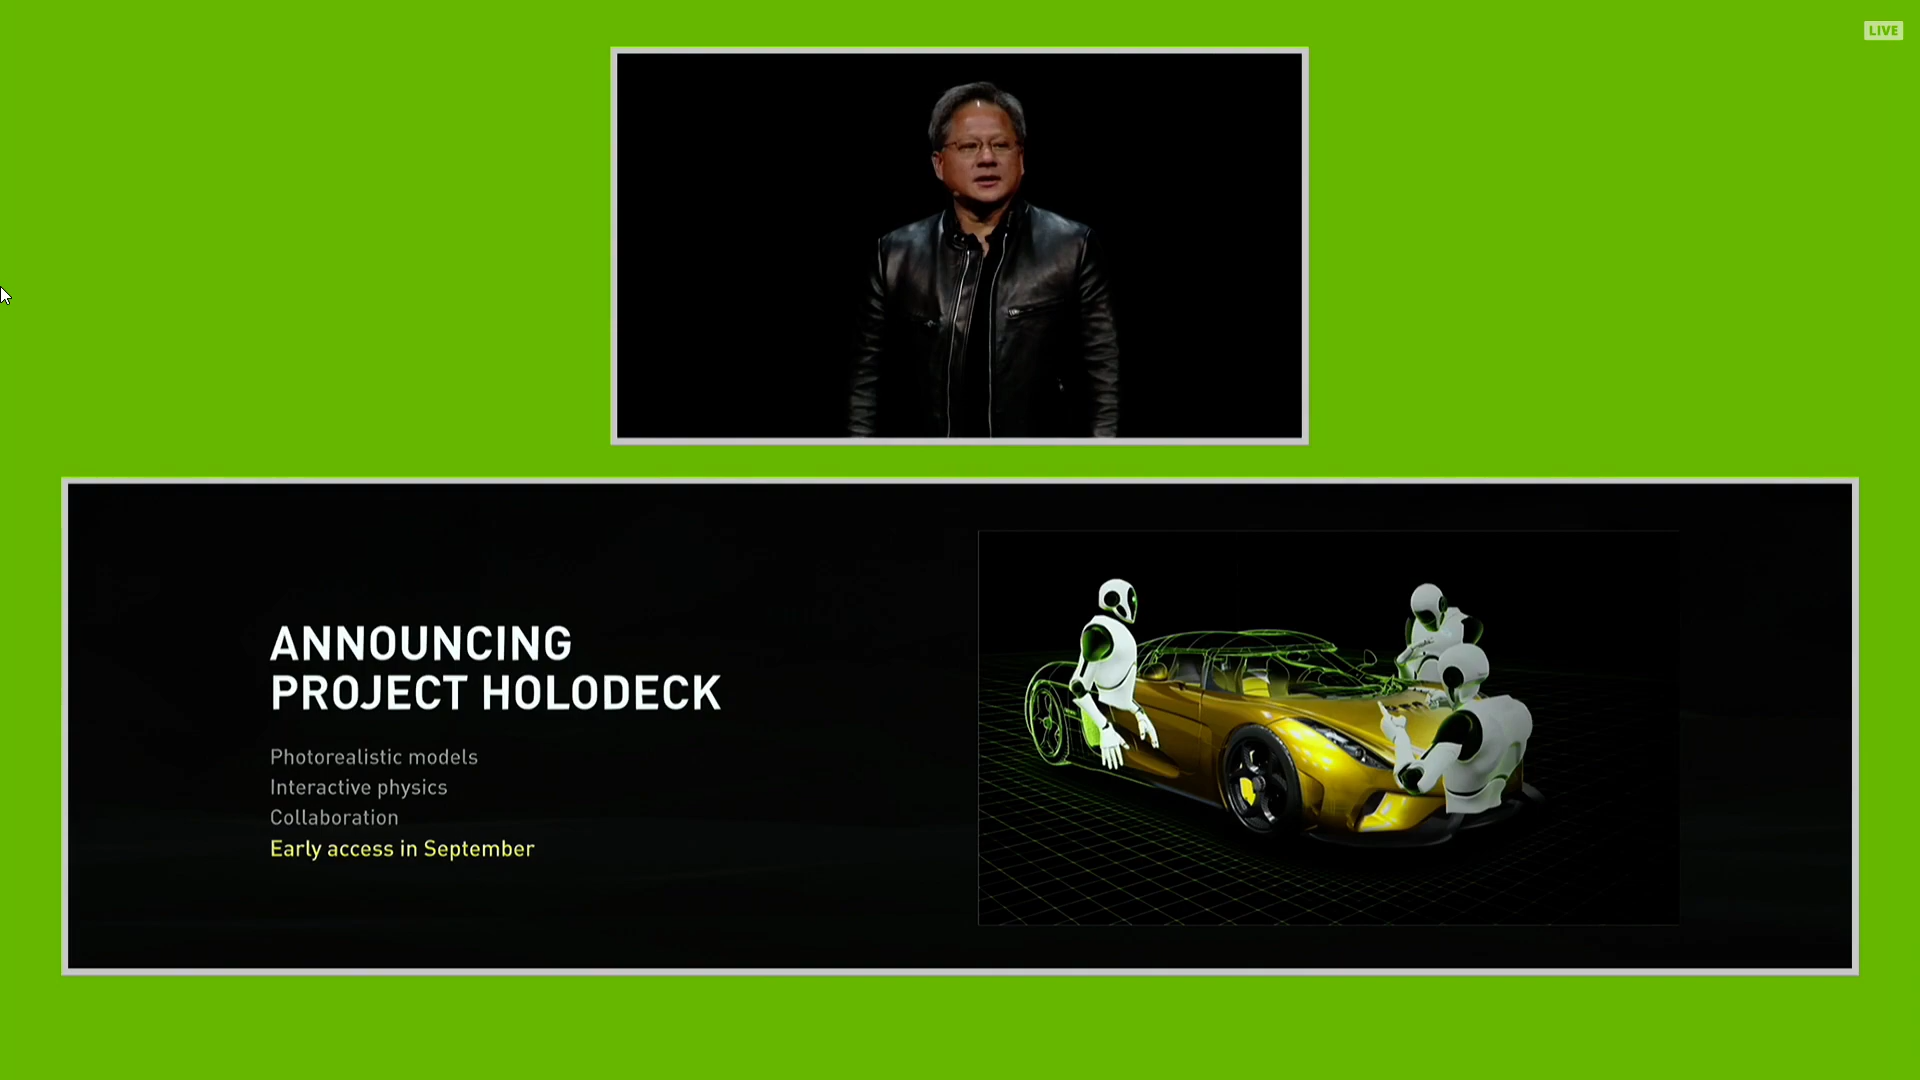 LIVE
ANNOUNCING
PROJECT HOLODECK
Photorealistic models
Interactive physics
Collaboration
Early access in September